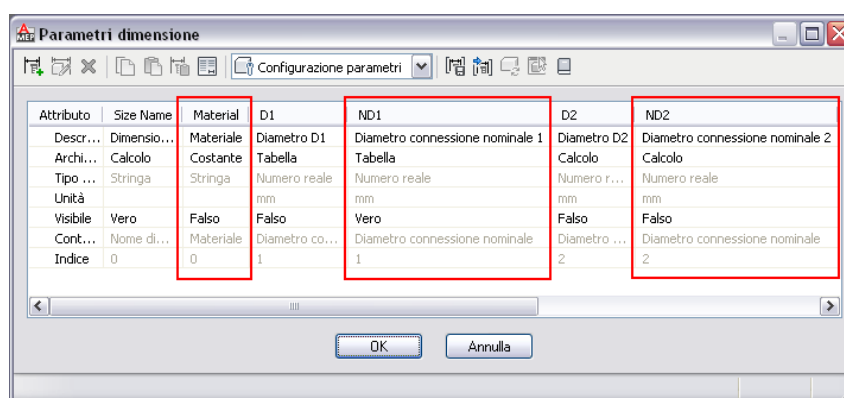 MEP Parametri dimensione
Configurazione parametri
Attributo Size Name Material D1 ND1 D2 ND2
Descr... Dimensio... Materiale Diametro D1 Diametro connessione nominale 1 Diametro D2 Diametro connessione nominale 2
Archi... Calcolo Costante Tabella Tabella Calcolo Calcolo
Tipo ... Stringa Stringa Numero reale Numero reale Numero r... Numero reale
Unità mm mm mm mm
Visibile Vero Falso Falso Vero Falso Falso
Cont... Nome di... Materiale Diametro co... Diametro connessione nominale Diametro ... Diametro connessione nominale
Indice 0 0 1 1 2 2
OK Annulla